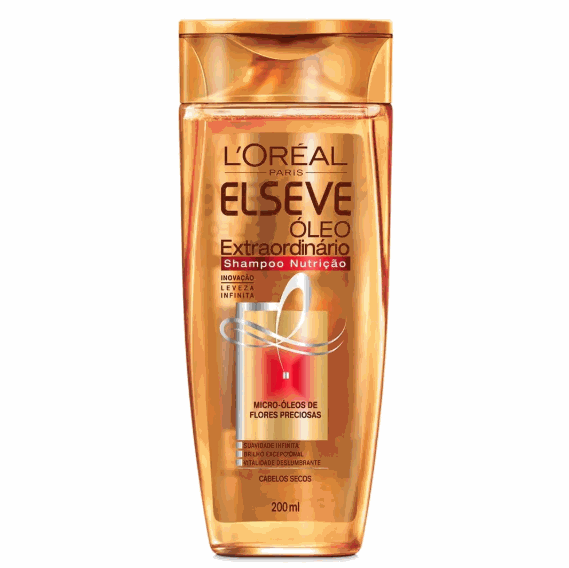 L'ORÉAL
PARIS
ELSEVE
ÓLEO
Extraordinário
Shampoo Nutrição
INOVAÇÃO
LEVEZA
INFINITA
MICRO-ÓLEOS DE
FLORES PRECIOSAS
SUAVIDADE INFINITA
BRILHO EXCEPCIONAL
VITALIDADE DESLUMBRANTE
CABELOS SECOS
200ml